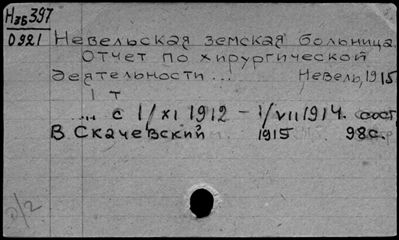 Нзб397
0921
Невельская земская больница.
Отчет по хирургической
деятельности ... Невель, 1915
1 т
... с 1/XI 1912 – 1/VII 1914. сост
В Скачевский 1915 98с.